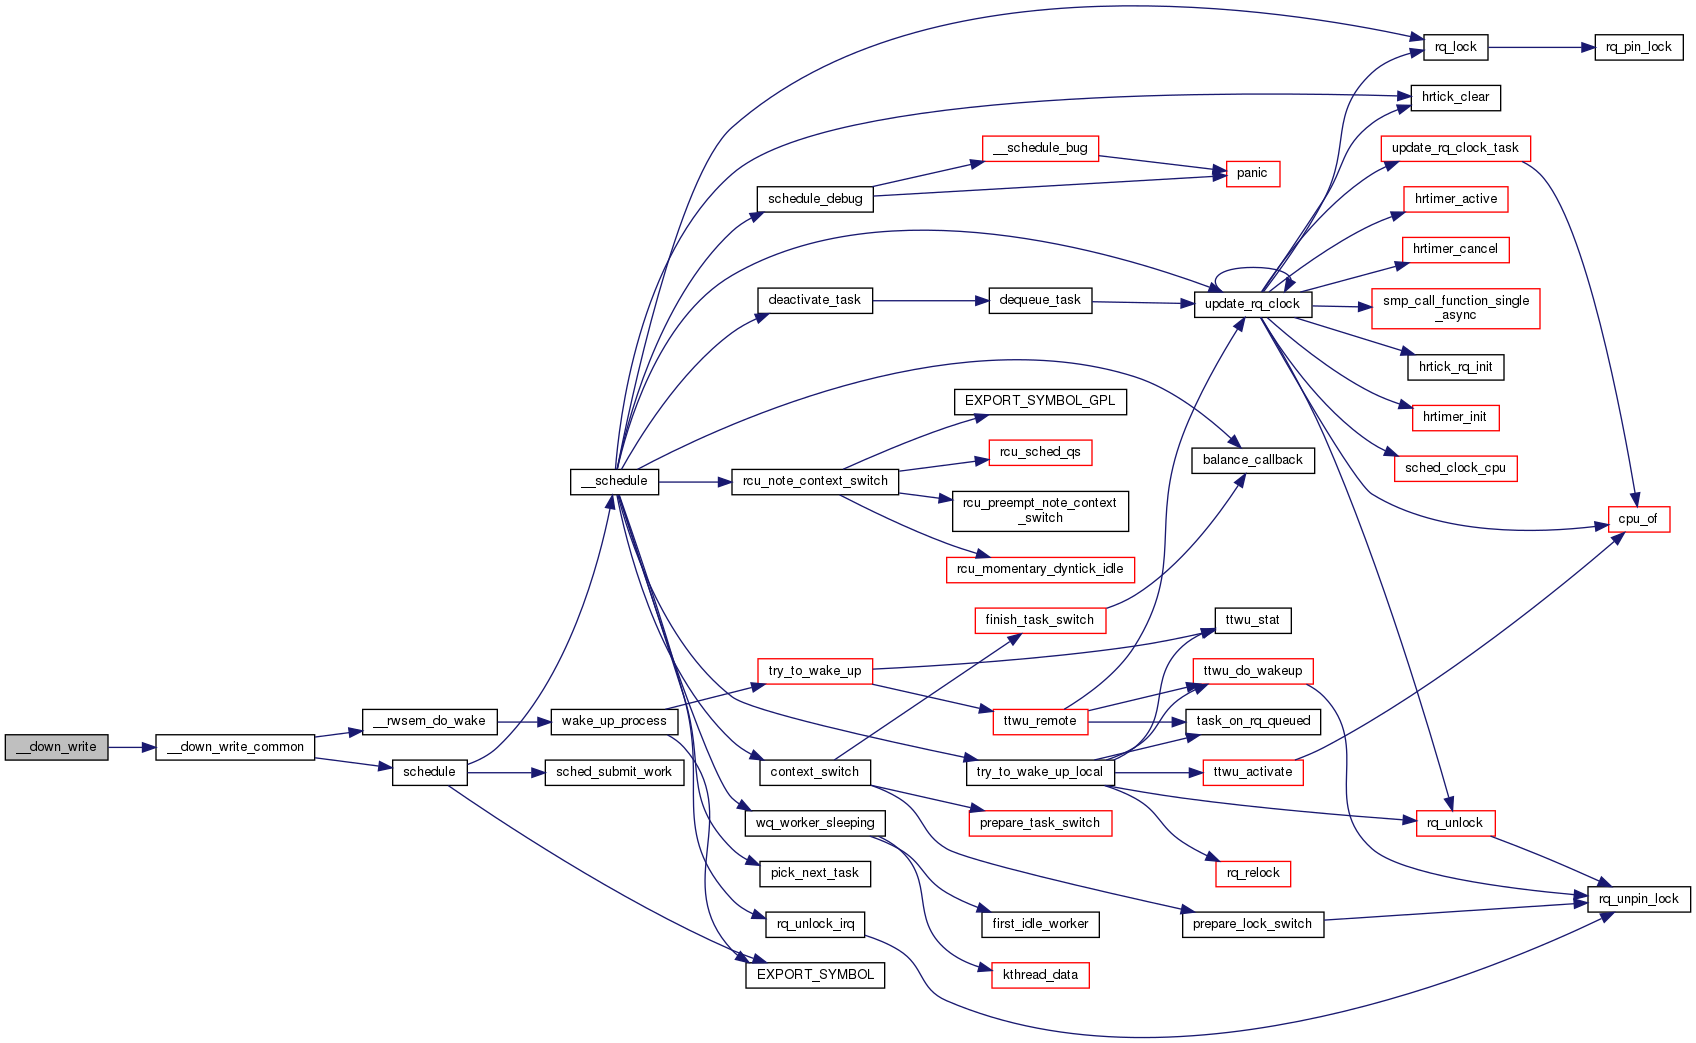 rq_lock
rq_pin_lock
hrtick_clear
__schedule_bug
update_rq_clock_task
panic
schedule_debug
hrtimer_active
hrtimer_cancel
deactivate_task
dequeue_task
update_rq_clock
smp_call_function_single
_async
hrtick_rq_init
EXPORT_SYMBOL_GPL
hrtimer_init
rcu_sched_qs
balance_callback
sched_clock_cpu
__schedule
rcu_note_context_switch
rcu_preempt_note_context
_switch
cpu_of
rcu_momentary_dyntick_idle
finish_task_switch
ttwu_stat
try_to_wake_up
ttwu_do_wakeup
__rwsem_do_wake
wake_up_process
ttwu_remote
task_on_rq_queued
__down_write
__down_write_common
schedule
sched_submit_work
context_switch
try_to_wake_up_local
ttwu_activate
wq_worker_sleeping
prepare_task_switch
rq_unlock
pick_next_task
rq_relock
rq_unpin_lock
rq_unlock_irq
first_idle_worker
prepare_lock_switch
EXPORT_SYMBOL
kthread_data